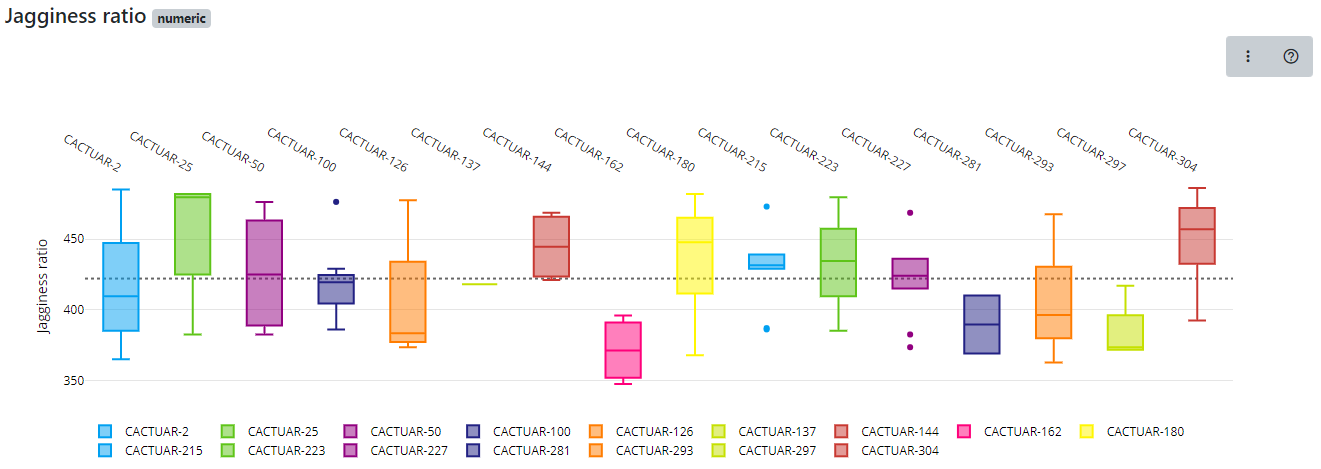 Jagginess ratio numeric
CACTUAR-2 CACTUAR-25 CACTUAR-50 CACTUAR-100 CACTUAR-126 CACTUAR-137 CACTUAR-144 CACTUAR-162 CACTUAR-180 CACTUAR-215 CACTUAR-223 CACTUAR-227 CACTUAR-281 CACTUAR-293 CACTUAR-297 CACTUAR-304
Jagginess ratio
450
400
350
CACTUAR-2 CACTUAR-25 CACTUAR-50 CACTUAR-100 CACTUAR-126 CACTUAR-137 CACTUAR-144 CACTUAR-162 CACTUAR-180
CACTUAR-215 CACTUAR-223 CACTUAR-227 CACTUAR-281 CACTUAR-293 CACTUAR-297 CACTUAR-304